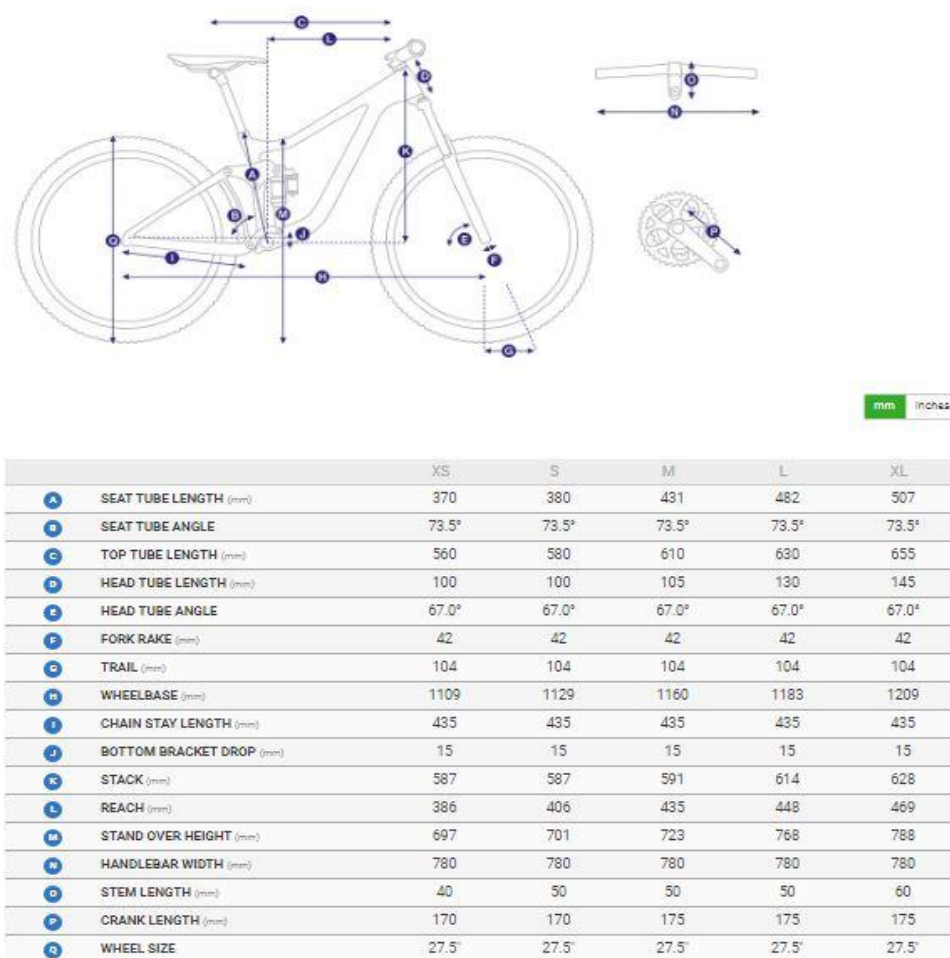 C
L
D
O
N
K
A
M
B
J
P
Q
E
I
F
H
G
mm inches
XS S M L XL
A SEAT TUBE LENGTH (mm) 370 380 431 482 507
B SEAT TUBE ANGLE 73.5° 73.5° 73.5° 73.5° 73.5°
C TOP TUBE LENGTH (mm) 560 580 610 630 655
D HEAD TUBE LENGTH (mm) 100 100 105 130 145
E HEAD TUBE ANGLE 67.0° 67.0° 67.0° 67.0° 67.0°
F FORK RAKE (mm) 42 42 42 42 42
G TRAIL (mm) 104 104 104 104 104
H WHEELBASE (mm) 1109 1129 1160 1183 1209
I CHAIN STAY LENGTH (mm) 435 435 435 435 435
J BOTTOM BRACKET DROP (mm) 15 15 15 15 15
K STACK (mm) 587 587 591 614 628
L REACH (mm) 386 406 435 448 469
M STAND OVER HEIGHT (mm) 697 701 723 768 788
N HANDLEBAR WIDTH (mm) 780 780 780 780 780
O STEM LENGTH (mm) 40 50 50 50 60
P CRANK LENGTH (mm) 170 170 175 175 175
Q WHEEL SIZE 27.5" 27.5" 27.5" 27.5" 27.5"